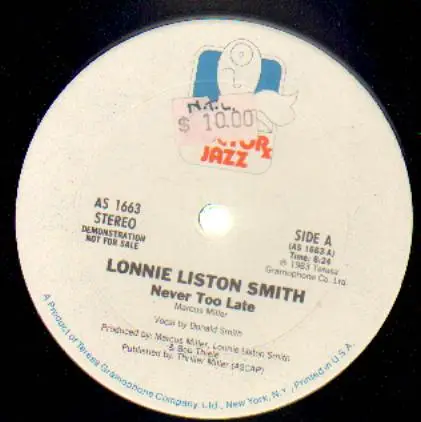 N.T.C.
$ 10.00
CTOR
JAZZ
AS 1663
STEREO
DEMONSTRATION
NOT FOR SALE
SIDE A
(AS 1663-A)
Time: 8:24
℗ 1983 Teresa
Gramophone Co. Ltd.
LONNIE LISTON SMITH
Never Too Late
Marcus Miller
Vocal by Donald Smith
Produced by: Marcus Miller, Lonnie Liston Smith
& Bob Thiele
Published by: Thriller Miller (ASCAP)
A Product of Teresa Gramophone Company, Ltd., New York, N.Y., Printed in U.S.A.